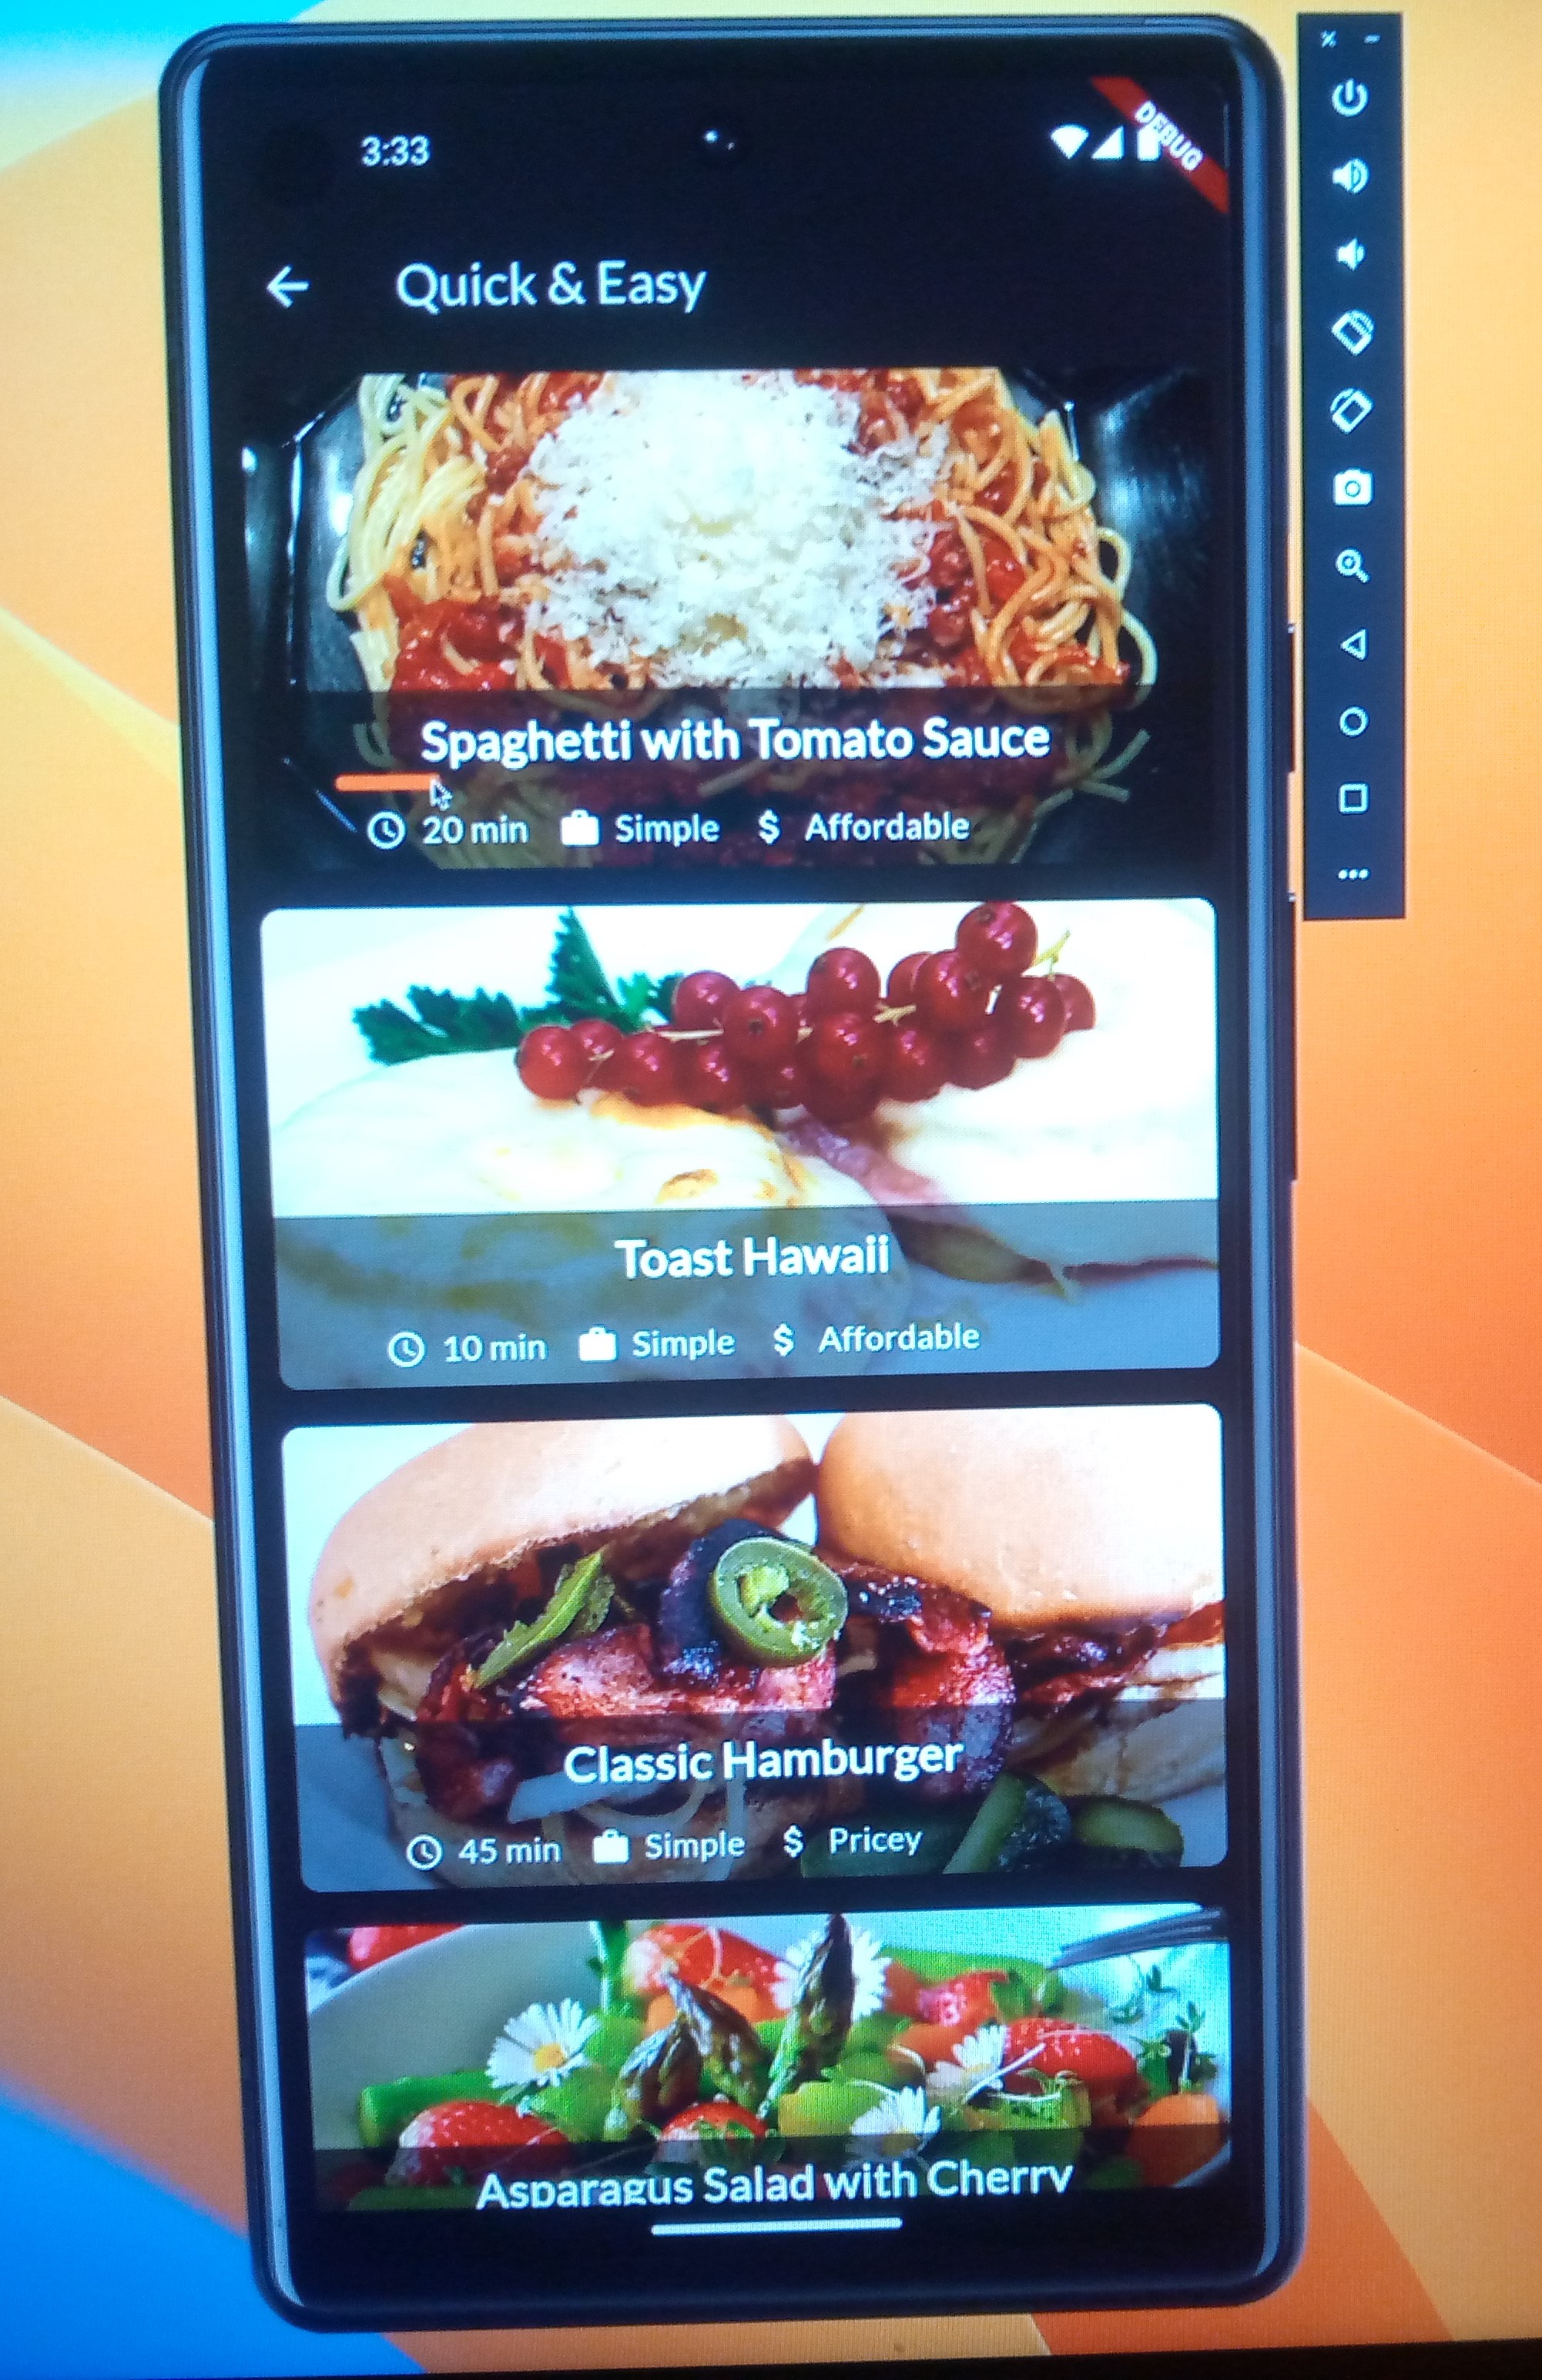 3:33
DEBUG
Quick & Easy
Spaghetti with Tomato Sauce
20 min Simple $ Affordable
Toast Hawaii
10 min Simple $ Affordable
Classic Hamburger
45 min Simple $ Pricey
Asparagus Salad with Cherry